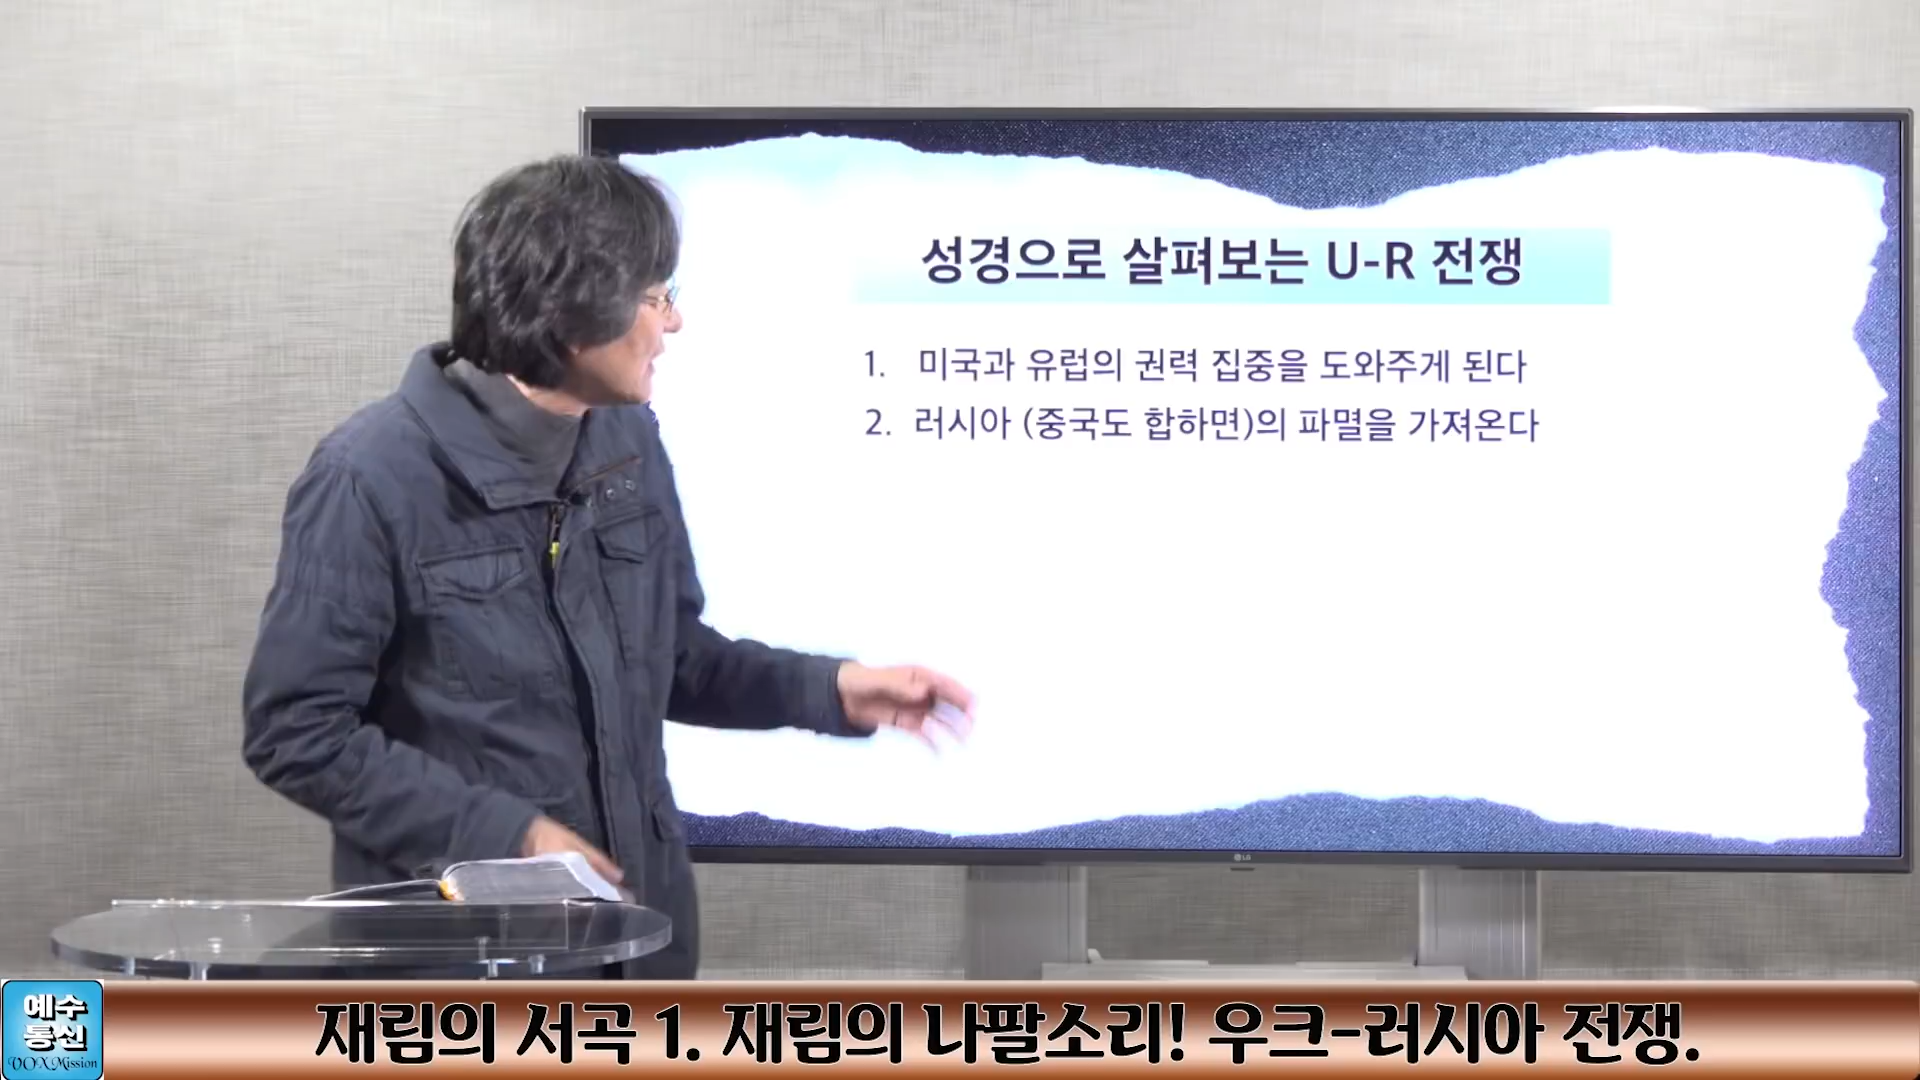 성경으로 살펴보는 U-R 전쟁
1. 미국과 유럽의 권력 집중을 도와주게 된다
2. 러시아 (중국도 합하면)의 파멸을 가져온다
LG
예수
통신
VOX Mission
재림의 서곡 1. 재림의 나팔소리! 우크-러시아 전쟁.